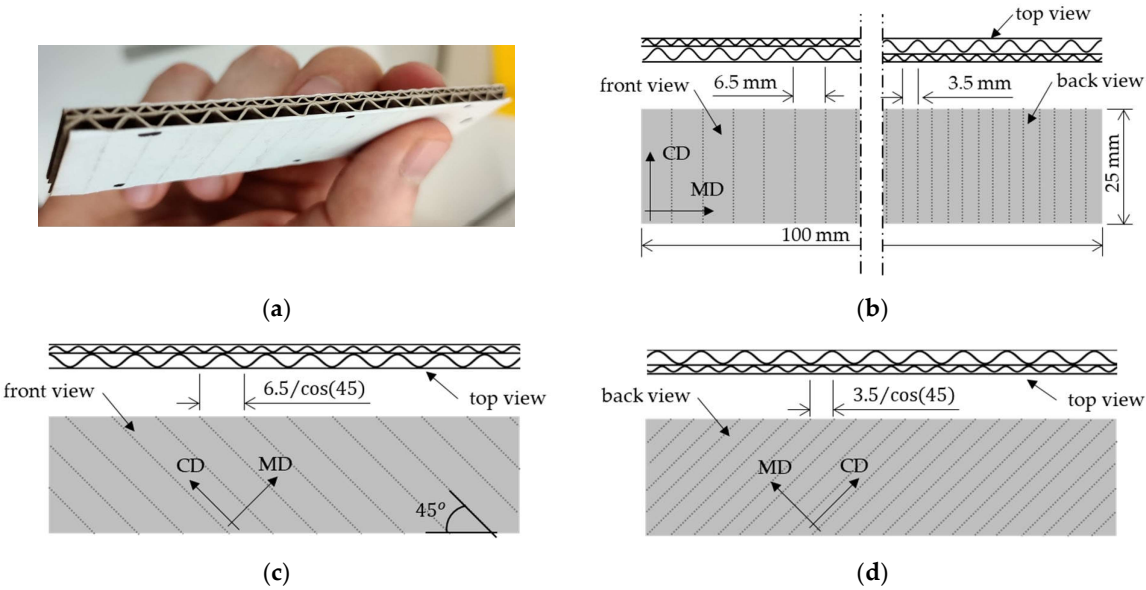 top view
front view
6.5 mm
3.5 mm
back view
CD
MD
25 mm
100 mm
(a)
(b)
front view
6.5/cos(45)
top view
CD
MD
45°
(c)
back view
3.5/cos(45)
top view
MD
CD
(d)